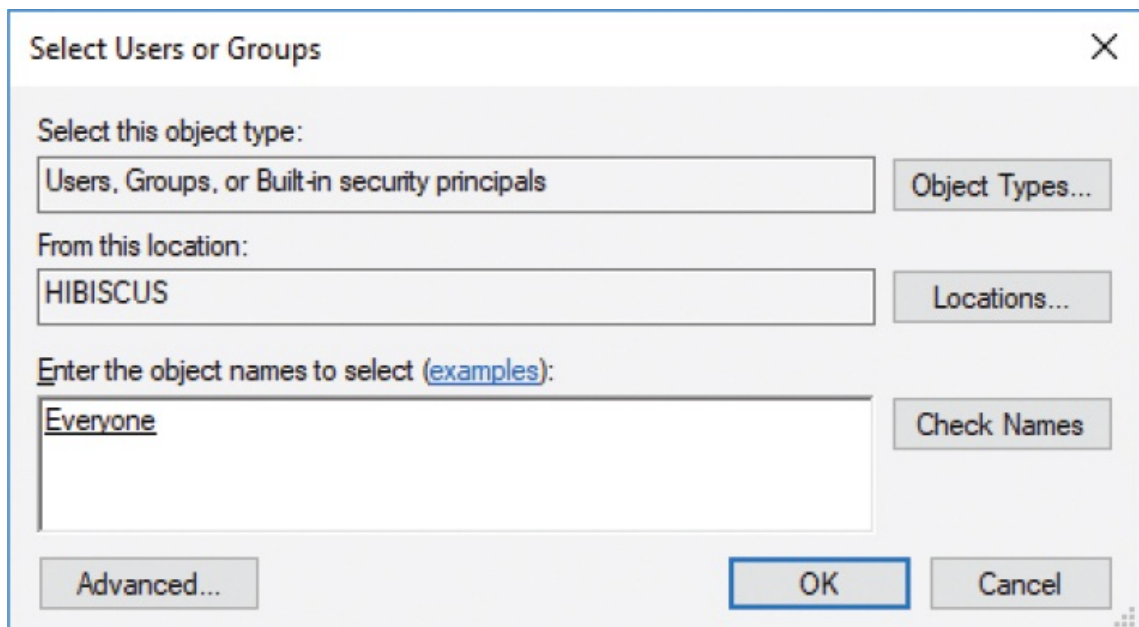 Select Users or Groups
Select this object type:
Users, Groups, or Built-in security principals
Object Types...
From this location:
HIBISCUS
Locations...
Enter the object names to select (examples):
Everyone
Check Names
Advanced...
OK
Cancel